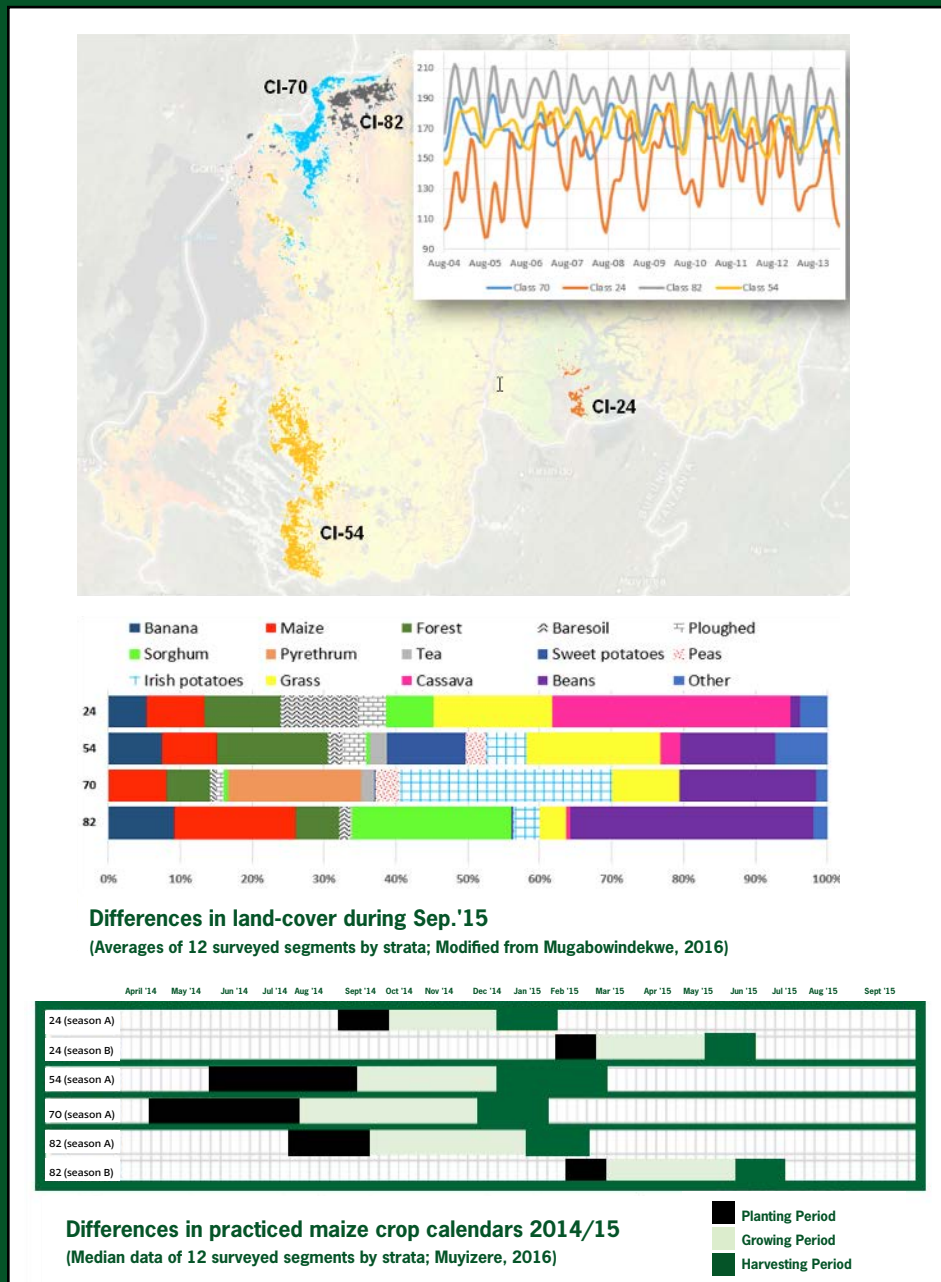 CI-70
CI-82
CI-24
CI-54
BURUNDI
TANZANIA
210
190
170
150
130
110
90
Aug-04 Aug-05 Aug-06 Aug-07 Aug-08 Aug-09 Aug-10 Aug-11 Aug-12 Aug-13
Class 70 Class 24 Class 82 Class 54
Banana Maize Forest Baresoil Ploughed
Sorghum Pyrethrum Tea Sweet potatoes Peas
Irish potatoes Grass Cassava Beans Other
24
54
70
82
0% 10% 20% 30% 40% 50% 60% 70% 80% 90% 100%
Differences in land-cover during Sep.'15
(Averages of 12 surveyed segments by strata; Modified from Mugabowindekwe, 2016)
April '14 May '14 Jun '14 Jul '14 Aug '14 Sept '14 Oct '14 Nov '14 Dec '14 Jan '15 Feb '15 Mar '15 Apr '15 May '15 Jun '15 Jul '15 Aug '15 Sept '15
24 (season A)
24 (season B)
54 (season A)
70 (season A)
82 (season A)
82 (season B)
Differences in practiced maize crop calendars 2014/15
(Median data of 12 surveyed segments by strata; Muyizere, 2016)
Planting Period
Growing Period
Harvesting Period